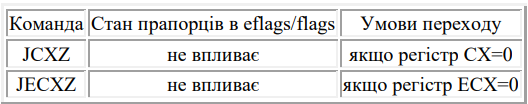 Команда Стан прапорців в eflags/flags Умови переходу
JCXZ не впливає якщо регістр CX=0
JECXZ не впливає якщо регістр ECX=0